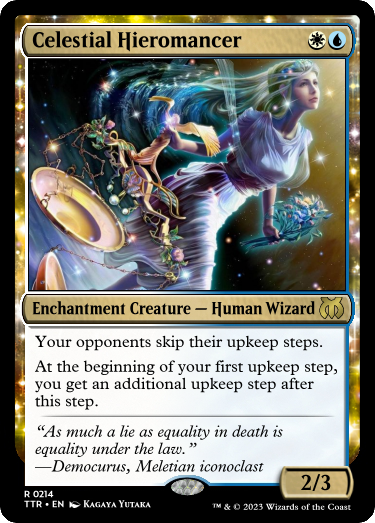 Celestial Hieromancer
Enchantment Creature — Human Wizard
Your opponents skip their upkeep steps.
At the beginning of your first upkeep step,
you get an additional upkeep step after
this step.
“As much a lie as equality in death is
equality under the law.”
—Democurus, Meletian iconoclast
2/3
R 0214
TTR • EN Kagaya Yutaka
™ & © 2023 Wizards of the Coast